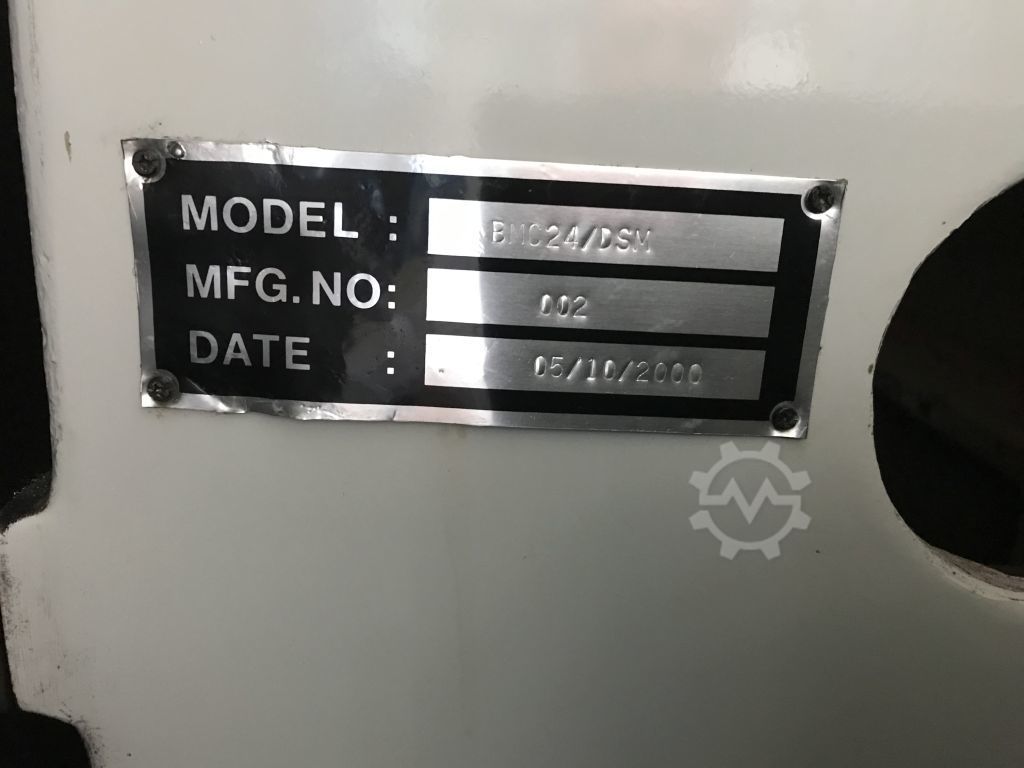 MODEL : BMC24/DSM
MFG. NO: 002
DATE : 05/10/2000